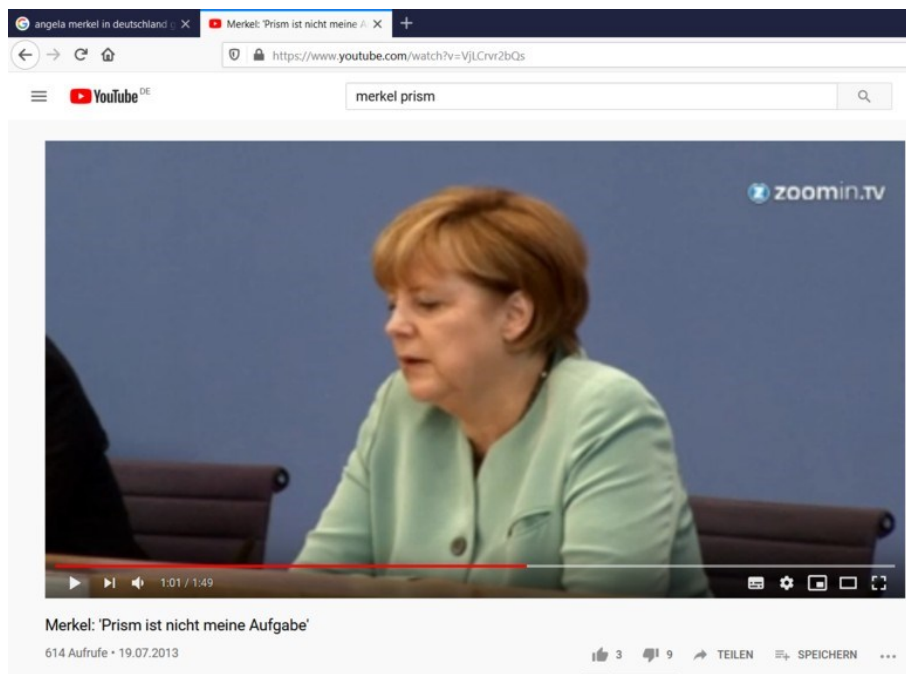 angela merkel in deutschland g
Merkel: 'Prism ist nicht meine A
https://www.youtube.com/watch?v=VjLCrvr2bQs
YouTube DE
merkel prism
zoomin.TV
1:01 / 1:49
Merkel: 'Prism ist nicht meine Aufgabe'
614 Aufrufe • 19.07.2013
3 9 TEILEN SPEICHERN